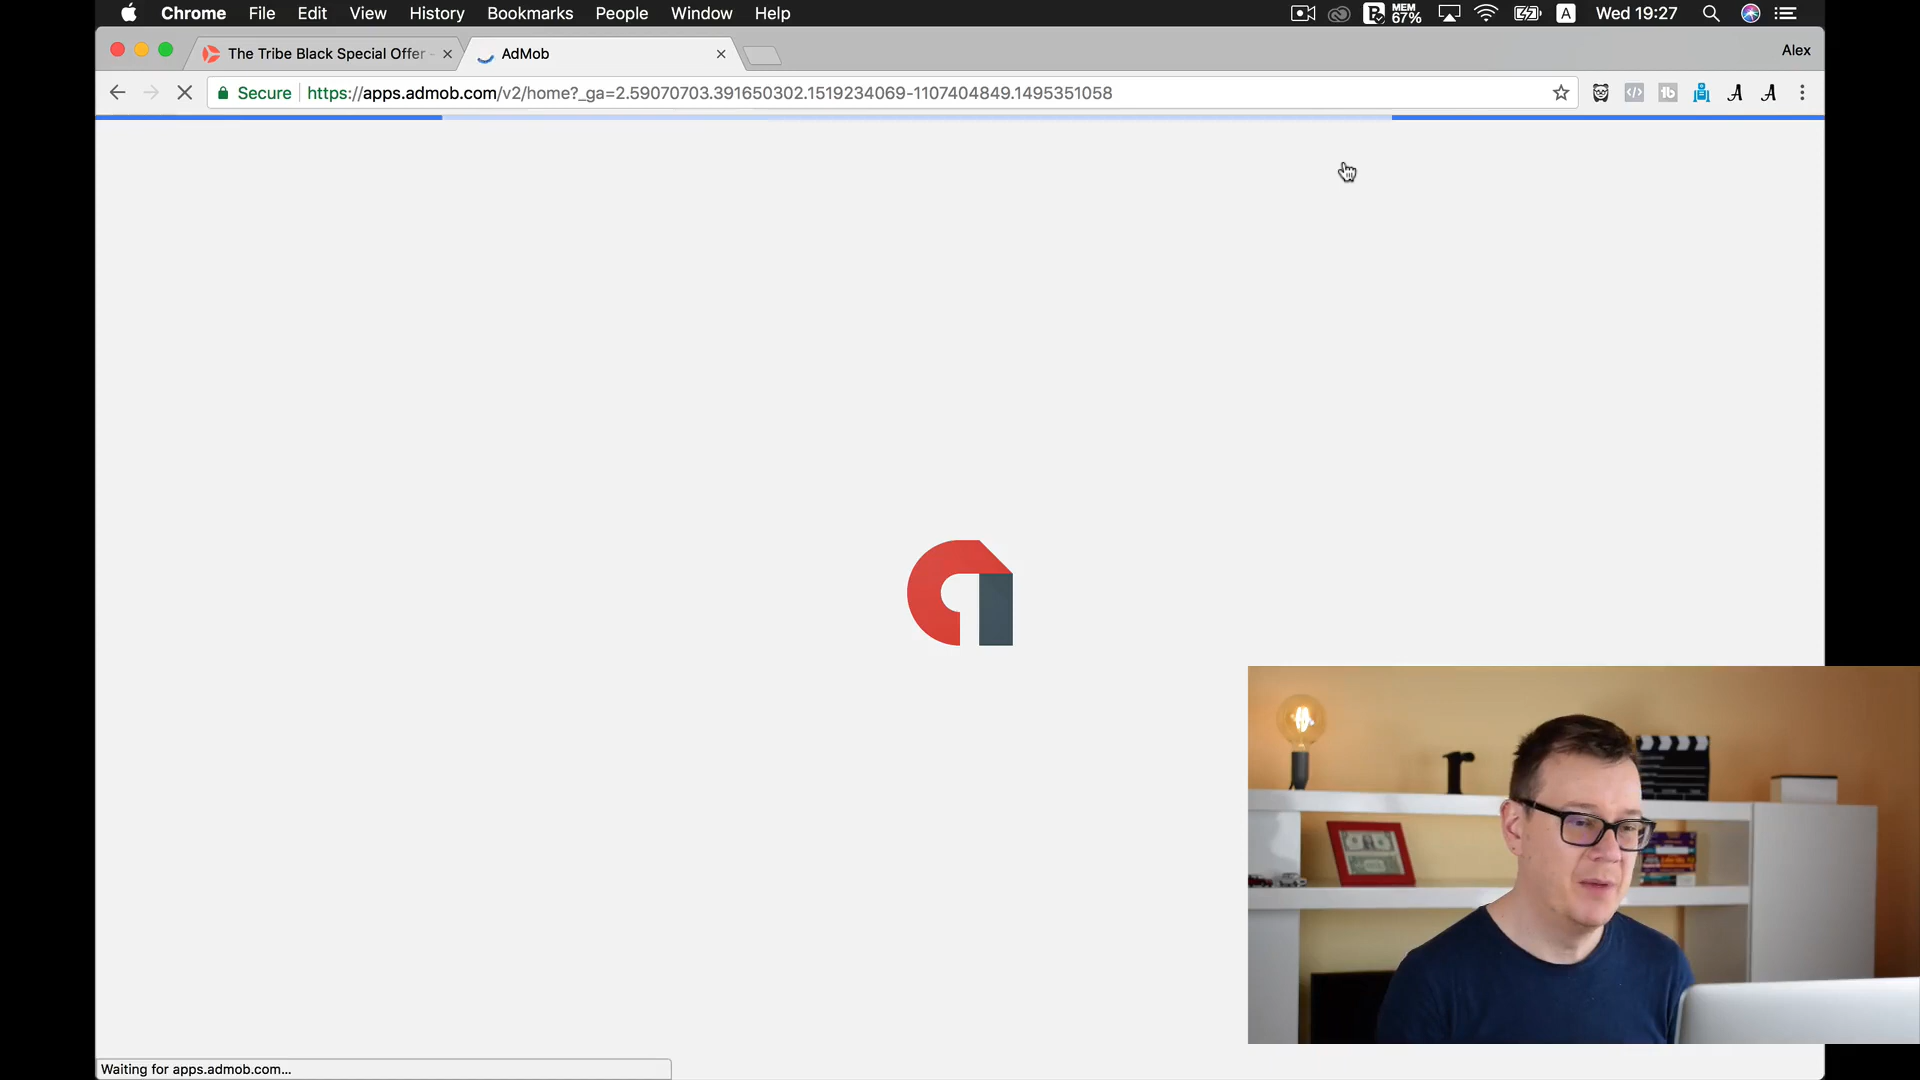 Chrome File Edit View History Bookmarks People Window Help MEM 67% A Wed 19:27
The Tribe Black Special Offer - AdMob Alex
Secure https://apps.admob.com/v2/home?_ga=2.59070703.391650302.1519234069-1107404849.1495351058
Waiting for apps.admob.com...